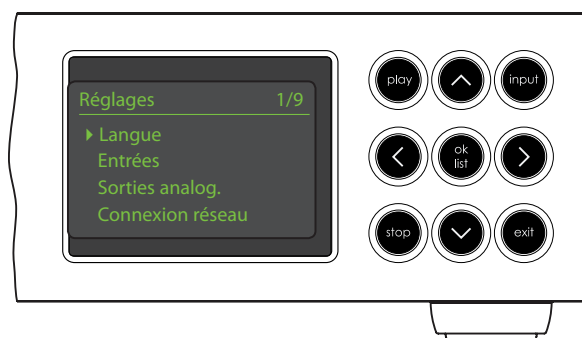 Réglages 1/9
Langue
Entrées
Sorties analog.
Connexion réseau
play
input
ok
list
stop
exit